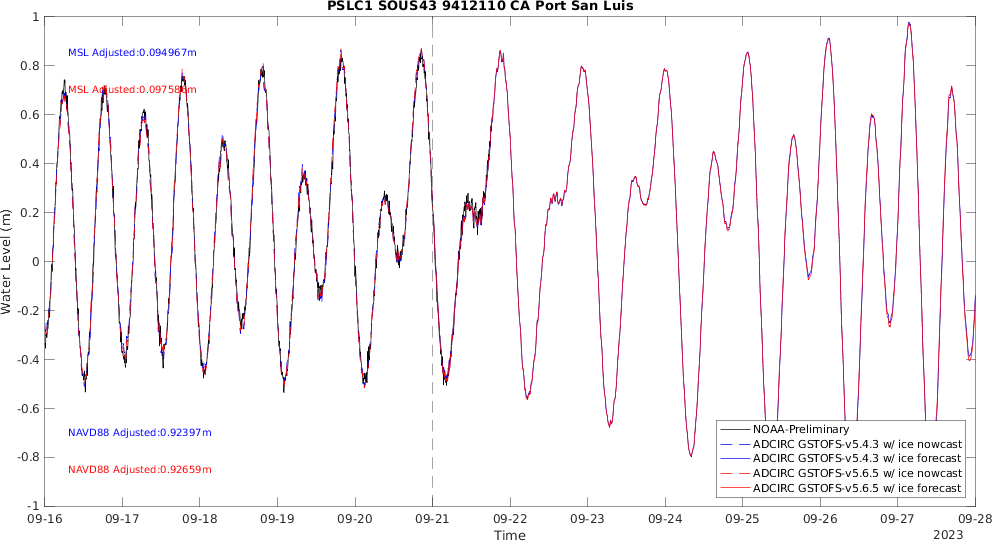 PSLC1 SOUS43 9412110 CA Port San Luis
MSL Adjusted:0.094967m
MSL Adjusted:0.097586m
NAVD88 Adjusted:0.92397m
NAVD88 Adjusted:0.92659m
Water Level (m)
1
0.8
0.6
0.4
0.2
0
-0.2
-0.4
-0.6
-0.8
-1
NOAA-Preliminary
ADCIRC GSTOFS-v5.4.3 w/ ice nowcast
ADCIRC GSTOFS-v5.4.3 w/ ice forecast
ADCIRC GSTOFS-v5.6.5 w/ ice nowcast
ADCIRC GSTOFS-v5.6.5 w/ ice forecast
09-16 09-17 09-18 09-19 09-20 09-21 09-22 09-23 09-24 09-25 09-26 09-27 09-28
Time
2023